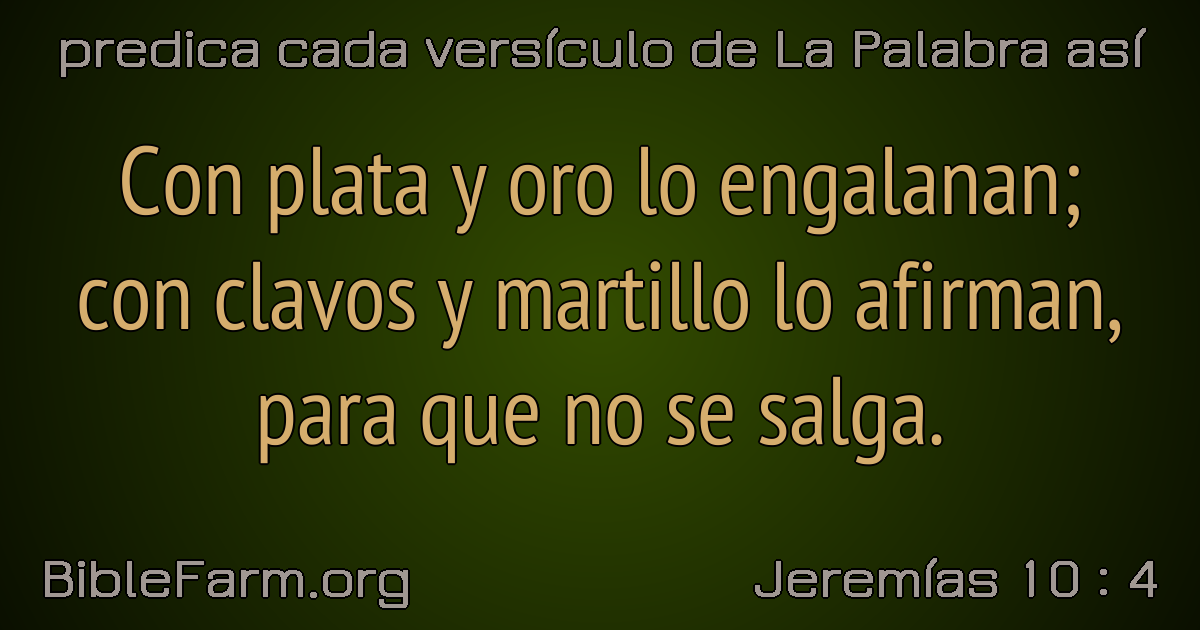 predica cada versículo de La Palabra así
Con plata y oro lo engalanan;
con clavos y martillo lo afirman,
para que no se salga.
BibleFarm.org
Jeremías 10 : 4